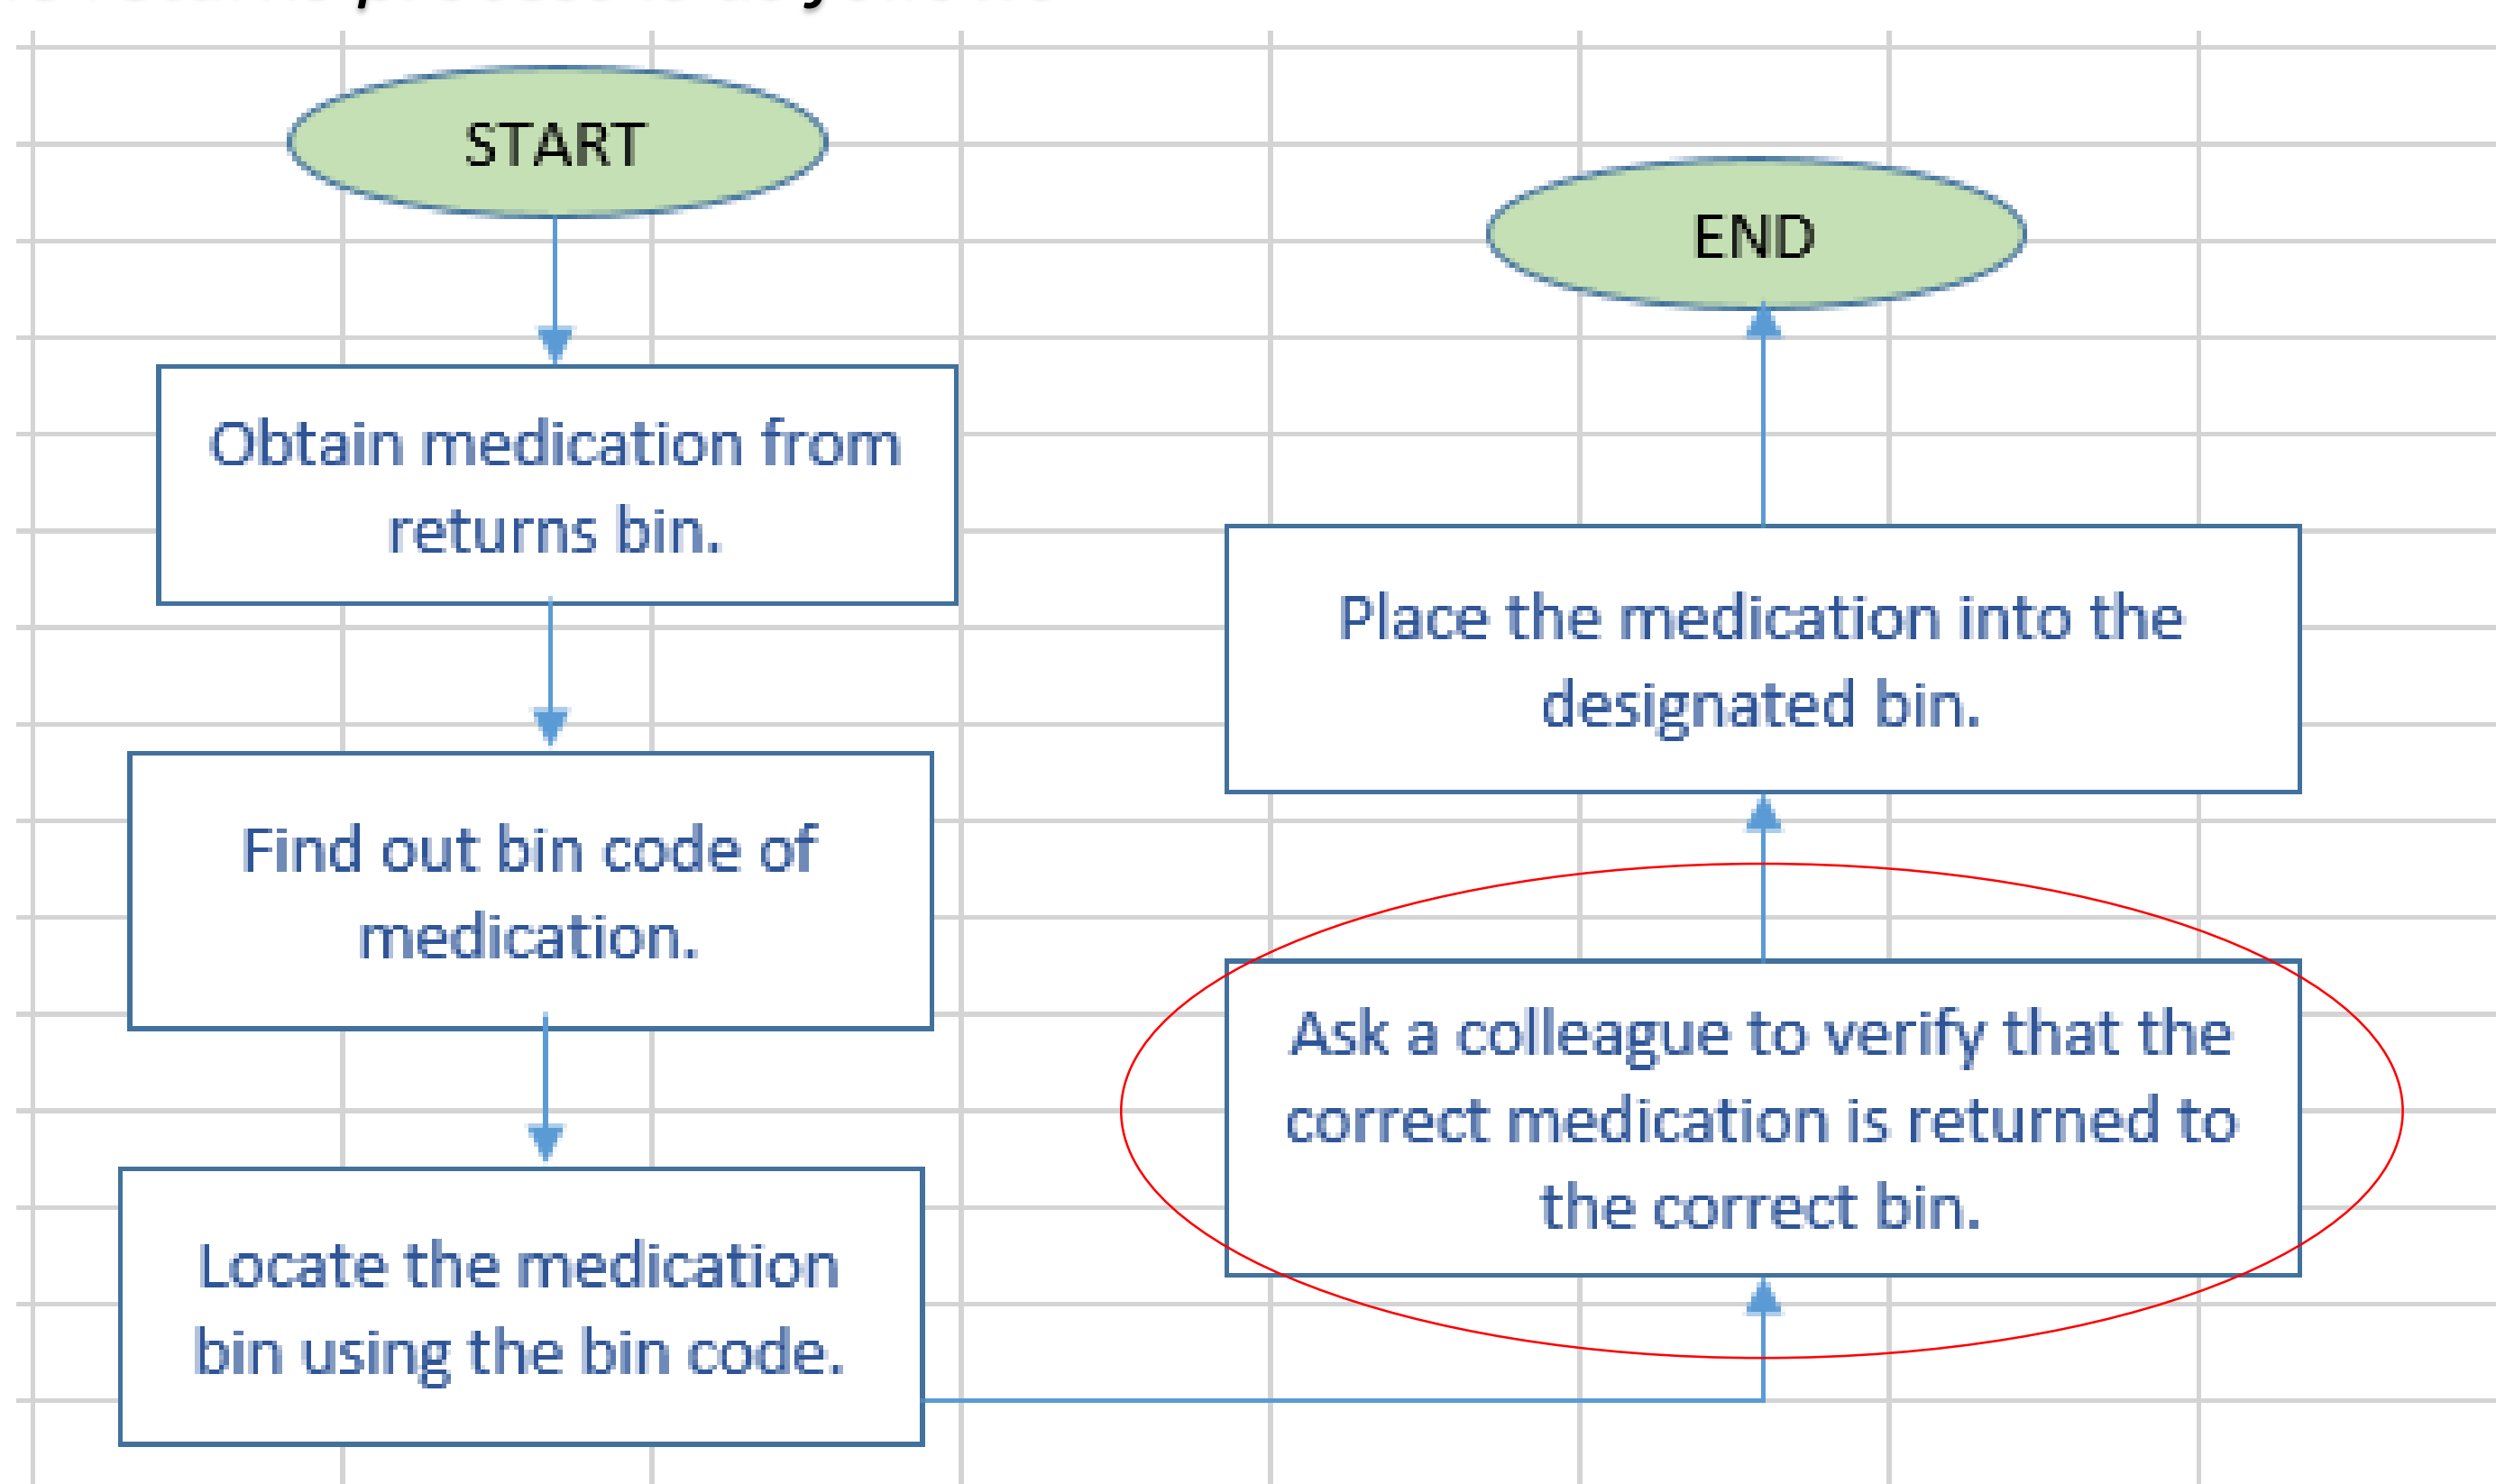 START
Obtain medication from
returns bin.
Find out bin code of
medication.
Locate the medication
bin using the bin code.
Ask a colleague to verify that the
correct medication is returned to
the correct bin.
Place the medication into the
designated bin.
END